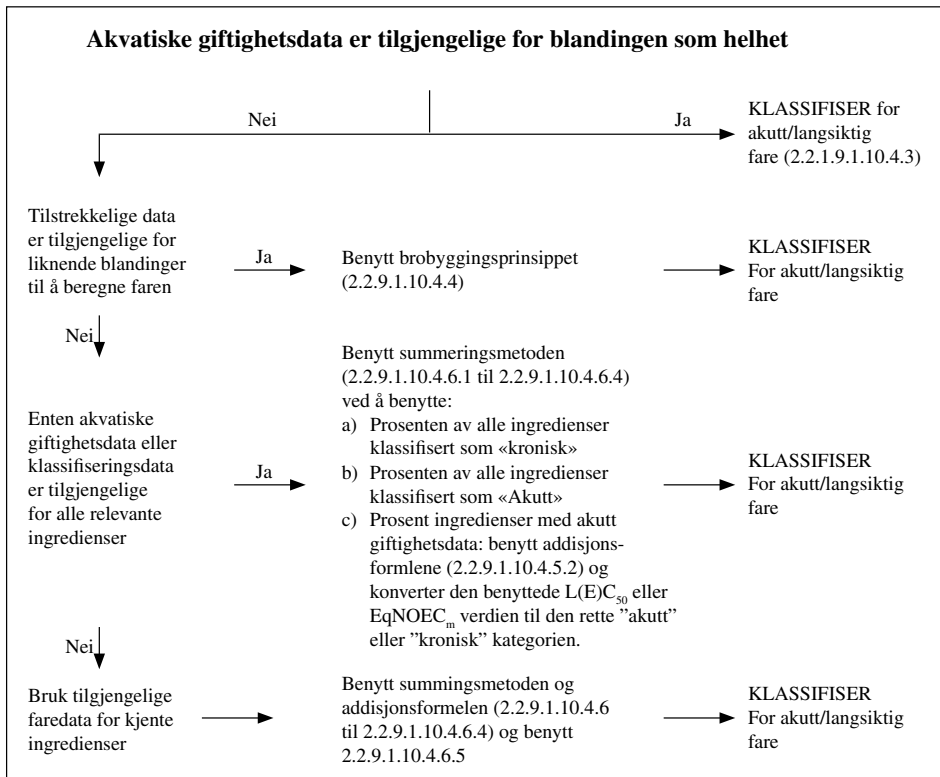 Akvatiske giftighetsdata er tilgjengelige for blandingen som helhet
Nei
Ja
KLASSIFISER for
akutt/langsiktig
fare (2.2.1.9.1.10.4.3)
Tilstrekkelige data
er tilgjengelige for
liknende blandinger
til å beregne faren
Ja
Benytt brobyggingsprinsippet
(2.2.9.1.10.4.4)
KLASSIFISER
For akutt/langsiktig
fare
Nei
Enten akvatiske
giftighetsdata eller
klassifiseringsdata
er tilgjengelige
for alle relevante
ingredienser
Ja
Benytt summeringsmetoden
(2.2.9.1.10.4.6.1 til 2.2.9.1.10.4.6.4)
ved å benytte:
a) Prosenten av alle ingredienser
klassifisert som «kronisk»
b) Prosenten av alle ingredienser
klassifisert som «Akutt»
c) Prosent ingredienser med akutt
giftighetsdata: benytt addisjons-
formlene (2.2.9.1.10.4.5.2) og
konverter den benyttede L(E)C50 eller
EqNOECm verdien til den rette ”akutt”
eller ”kronisk” kategorien.
KLASSIFISER
For akutt/langsiktig
fare
Nei
Bruk tilgjengelige
faredata for kjente
ingredienser
Benytt summingsmetoden og
addisjonsformelen (2.2.9.1.10.4.6
til 2.2.9.1.10.4.6.4) og benytt
2.2.9.1.10.4.6.5
KLASSIFISER
For akutt/langsiktig
fare